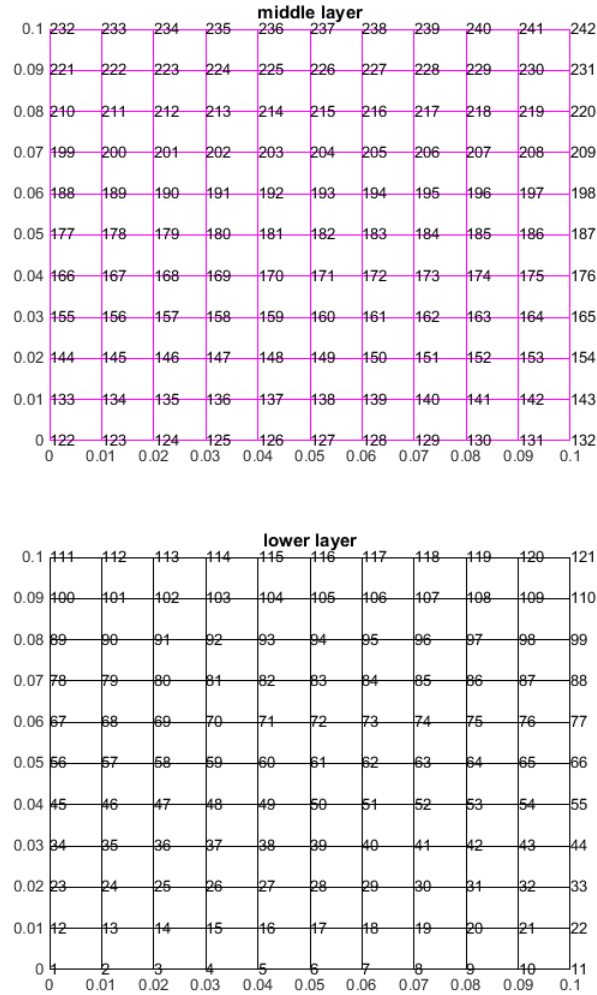 middle layer
0.1 232 233 234 235 236 237 238 239 240 241 242
0.09 221 222 223 224 225 226 227 228 229 230 231
0.08 210 211 212 213 214 215 216 217 218 219 220
0.07 199 200 201 202 203 204 205 206 207 208 209
0.06 188 189 190 191 192 193 194 195 196 197 198
0.05 177 178 179 180 181 182 183 184 185 186 187
0.04 166 167 168 169 170 171 172 173 174 175 176
0.03 155 156 157 158 159 160 161 162 163 164 165
0.02 144 145 146 147 148 149 150 151 152 153 154
0.01 133 134 135 136 137 138 139 140 141 142 143
0 122 123 124 125 126 127 128 129 130 131 132
0 0.01 0.02 0.03 0.04 0.05 0.06 0.07 0.08 0.09 0.1
lower layer
0.1 111 112 113 114 115 116 117 118 119 120 121
0.09 100 101 102 103 104 105 106 107 108 109 110
0.08 89 90 91 92 93 94 95 96 97 98 99
0.07 78 79 80 81 82 83 84 85 86 87 88
0.06 67 68 69 70 71 72 73 74 75 76 77
0.05 56 57 58 59 60 61 62 63 64 65 66
0.04 45 46 47 48 49 50 51 52 53 54 55
0.03 34 35 36 37 38 39 40 41 42 43 44
0.02 23 24 25 26 27 28 29 30 31 32 33
0.01 12 13 14 15 16 17 18 19 20 21 22
0 1 2 3 4 5 6 7 8 9 10 11
0 0.01 0.02 0.03 0.04 0.05 0.06 0.07 0.08 0.09 0.1